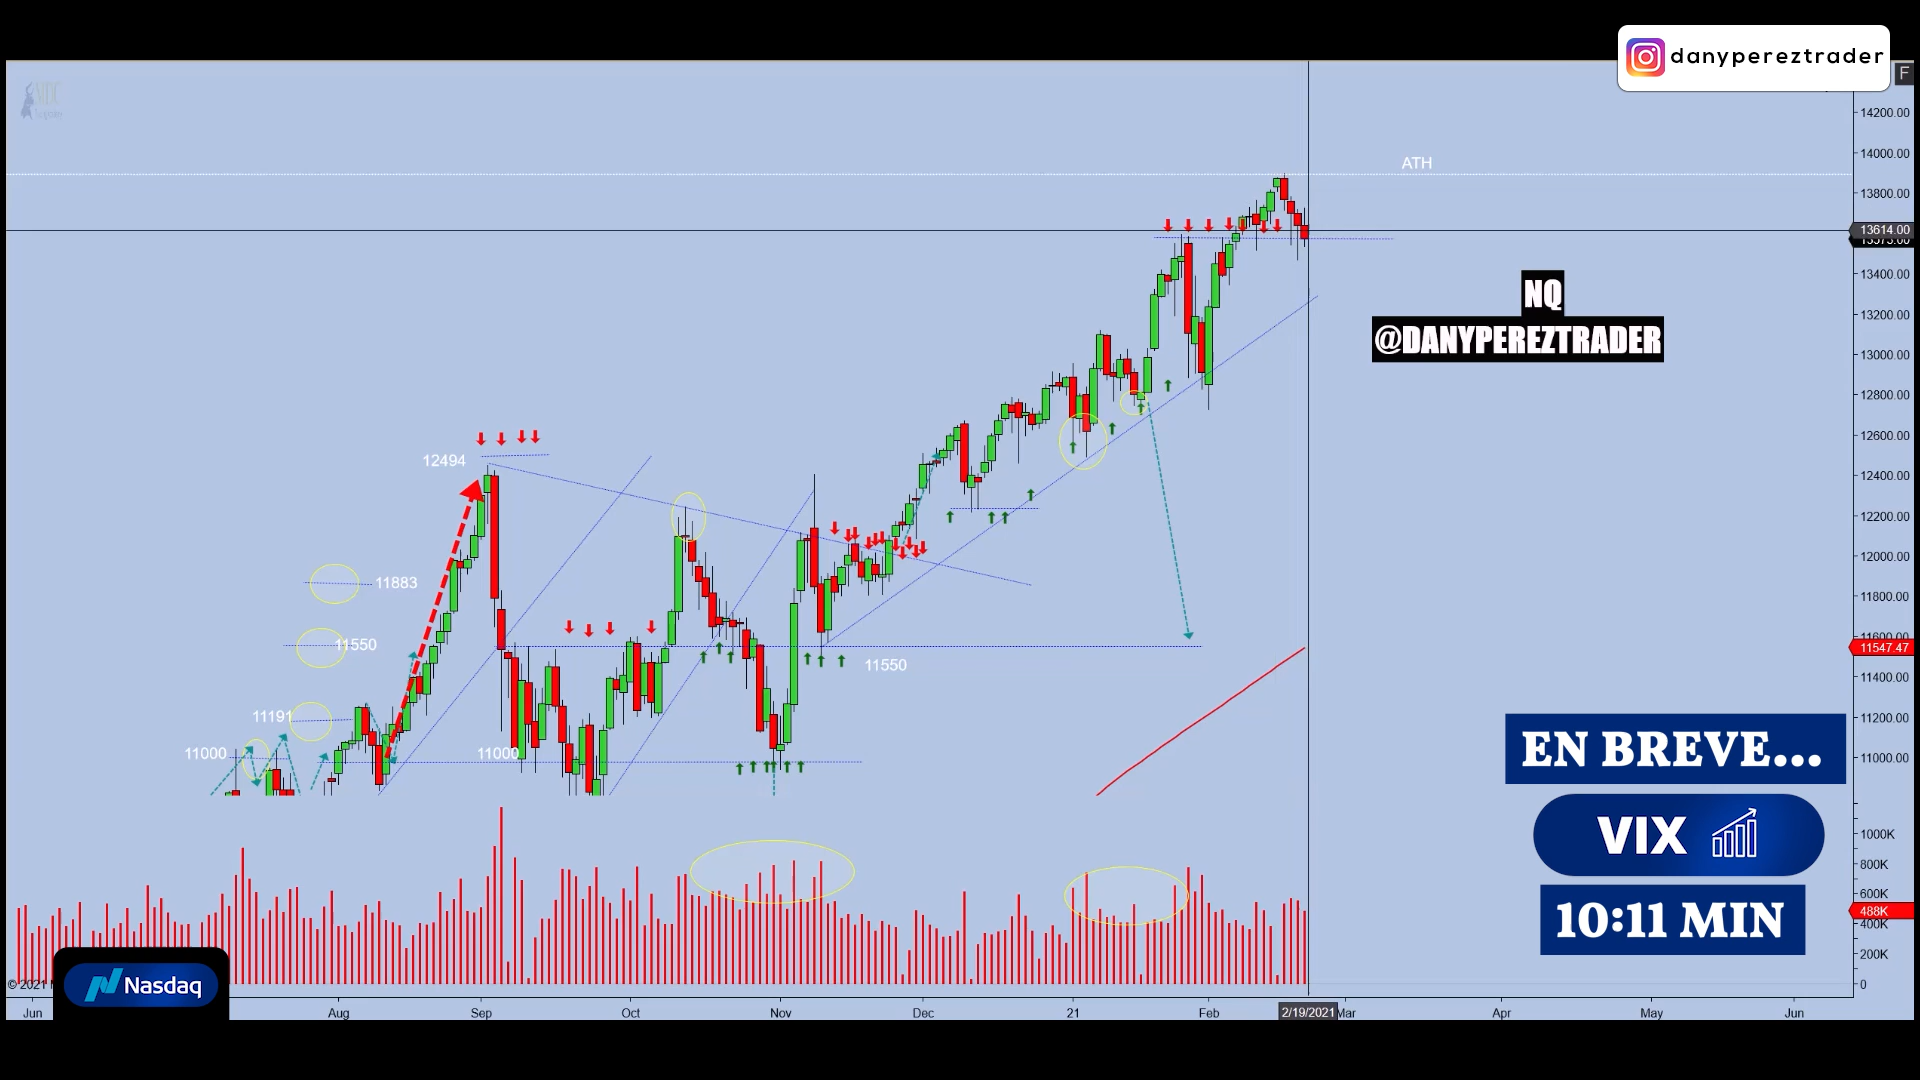 danypereztrader
F
14200.00
ATH
14000.00
13800.00
13614.00
13400.00
NQ
13200.00
@DANYPEREZTRADER
13000.00
12800.00
12600.00
12494
12400.00
12200.00
12000.00
11883
11800.00
11600.00
11550
11547.47
11550
11400.00
11191
11200.00
11000
11000
11000.00
EN BREVE...
VIX
1000K
800K
600K
10:11 MIN
488K
400K
200K
© 2021
Nasdaq
0
Jun
Aug
Sep
Oct
Nov
Dec
21
Feb
2/19/2021
Mar
Apr
May
Jun